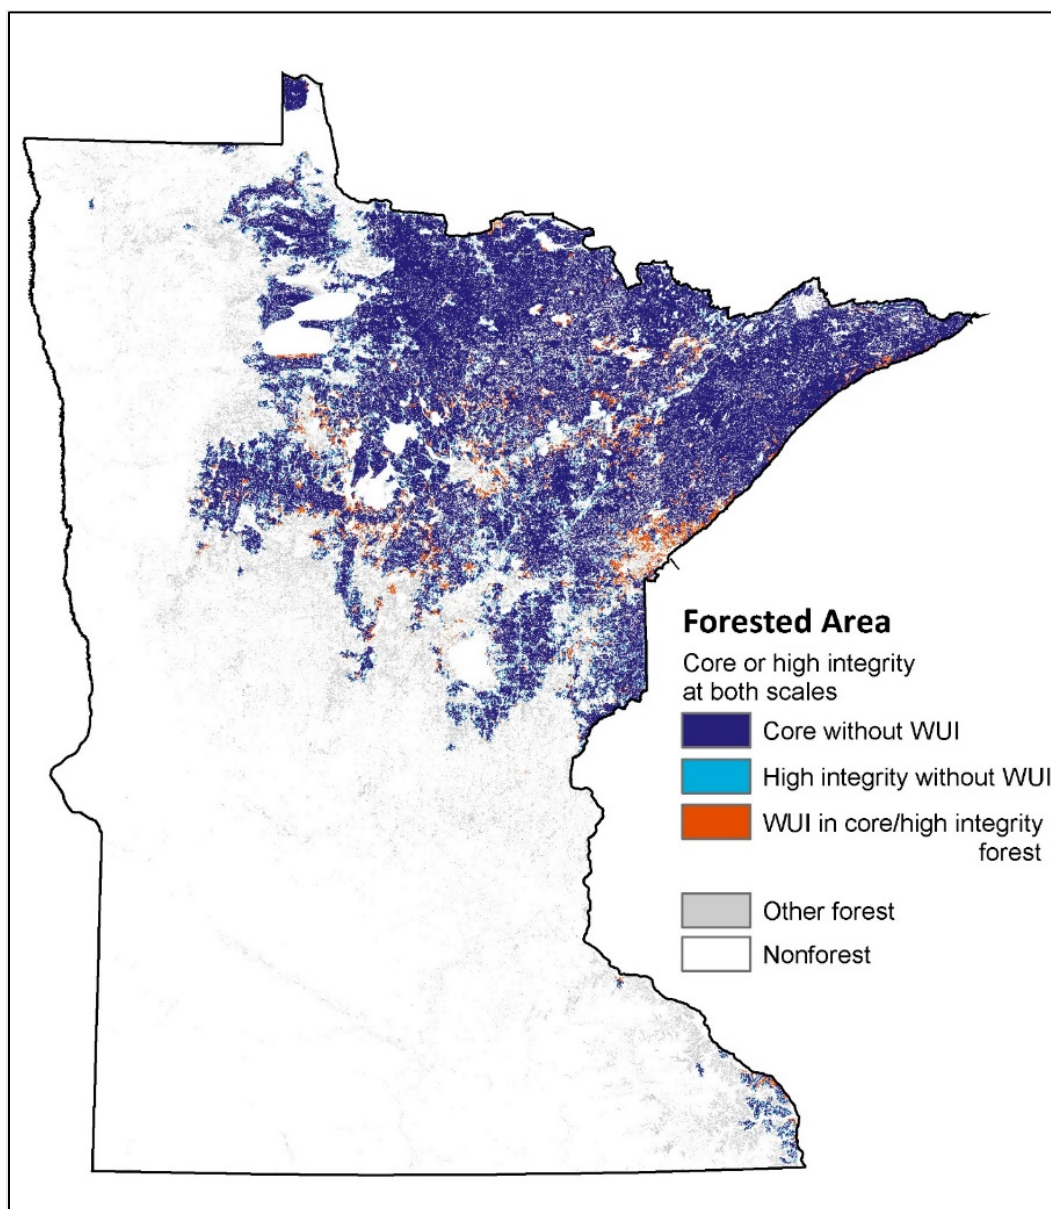 Forested Area
Core or high integrity
at both scales
Core without WUI
High integrity without WUI
WUI in core/high integrity
forest
Other forest
Nonforest